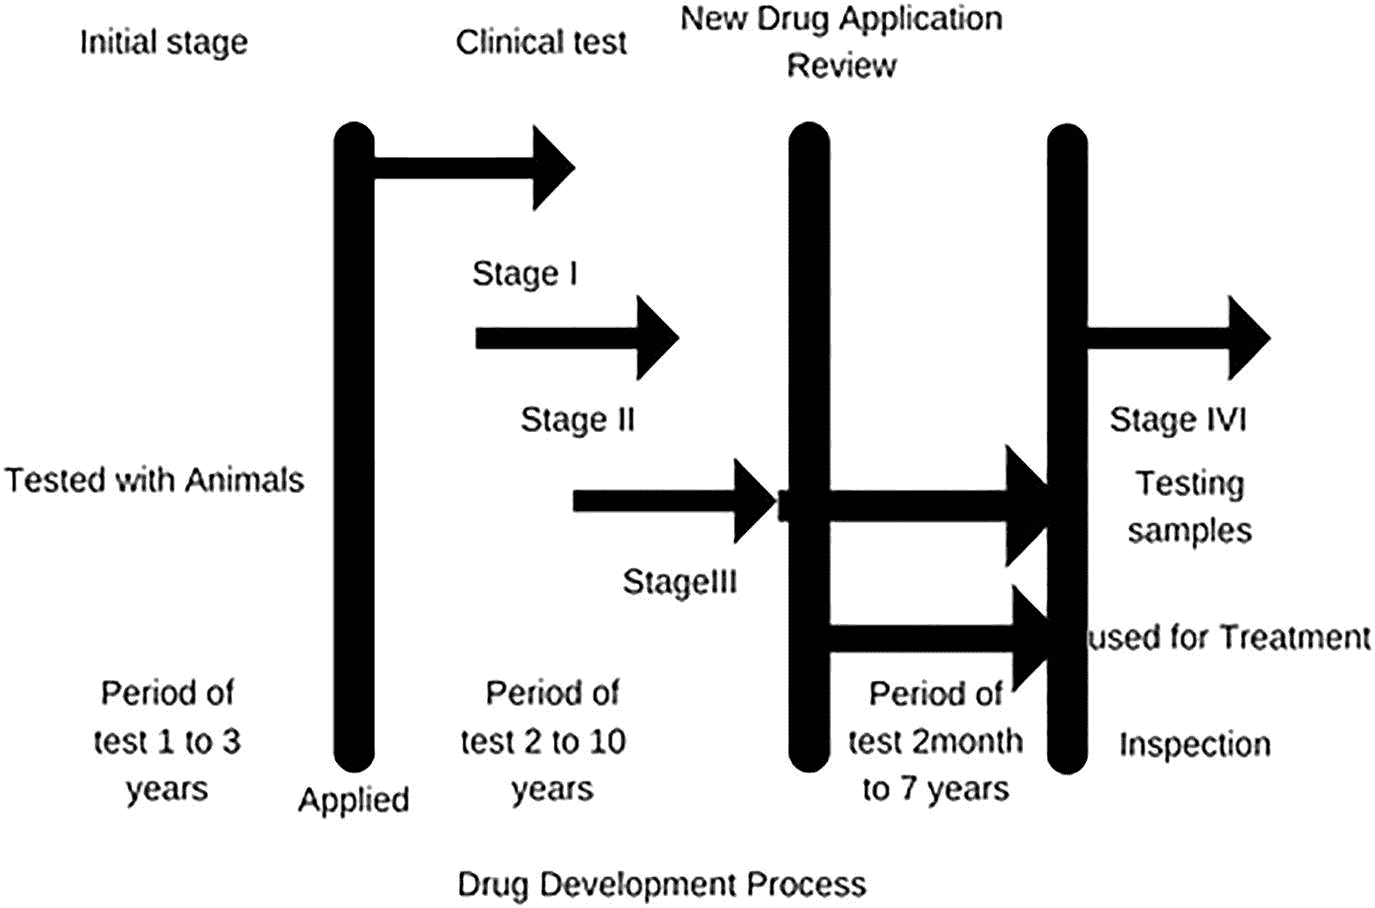 Initial stage
Clinical test
New Drug Application
Review
Stage I
Stage II
Stage IVI
Tested with Animals
Testing
samples
StageIII
used for Treatment
Period of
test 1 to 3
years
Applied
Period of
test 2 to 10
years
Period of
test 2month
to 7 years
Inspection
Drug Development Process